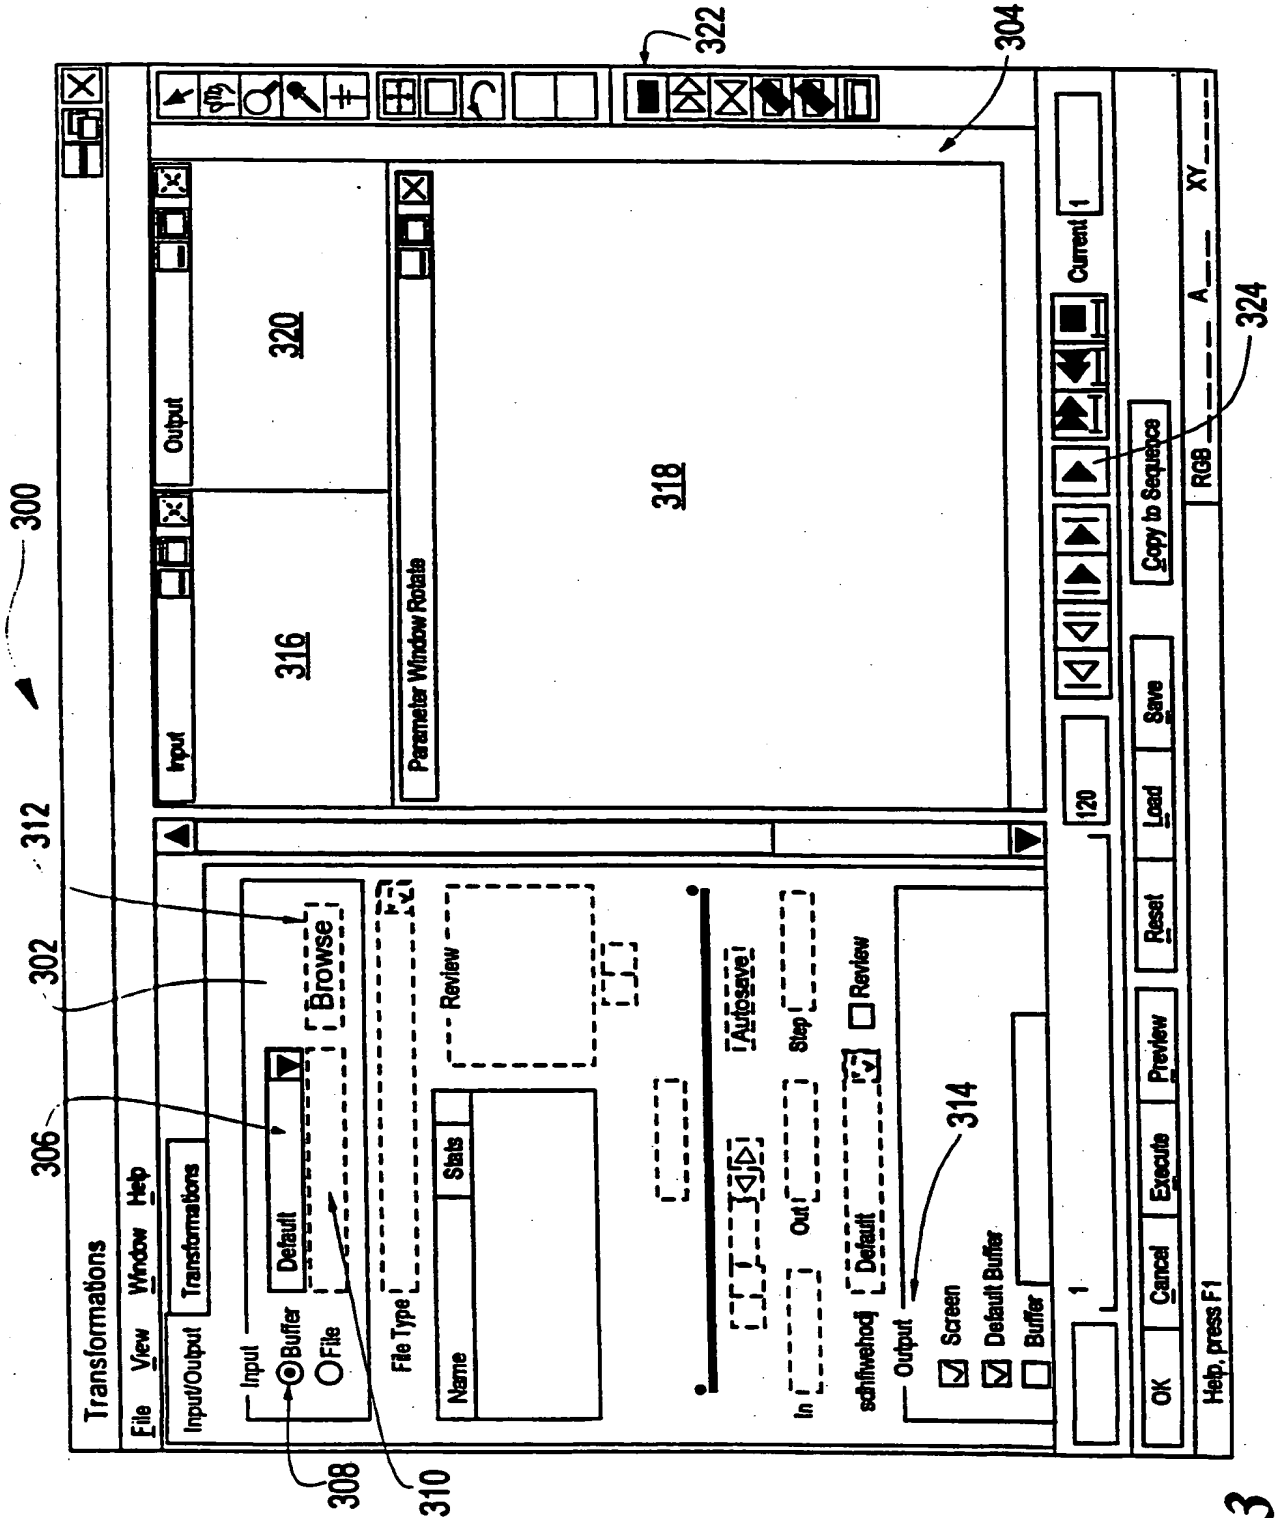 300
Transformations
File View Window Help
Input/Output Transformations
Input
Buffer
Default
File
Browse
File Type
Name Stats
Review
Autosave
In
Out
Step
sdhfiwehodj
Default
Review
Output
Screen
Default Buffer
Buffer
Input
Output
316
320
Parameter Window Rotate
318
1
120
Current 1
OK Cancel Execute Preview Reset Load Save Copy to Sequence
Help, press F1
RGB A XY
302
304
306
308
310
312
314
322
324
3